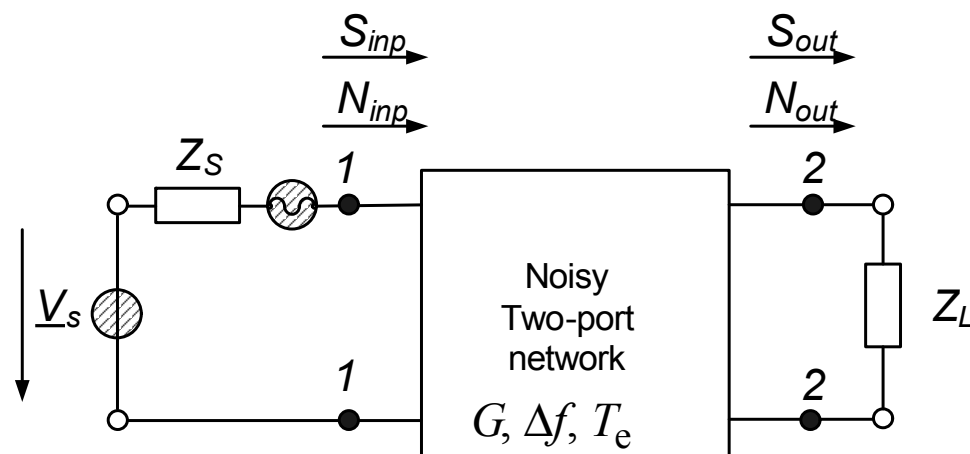 S_inp S_out
N_inp N_out
Z_S 1 2
V_s
Noisy
Two-port
network
Z_L
1 2
G, Δf, T_e